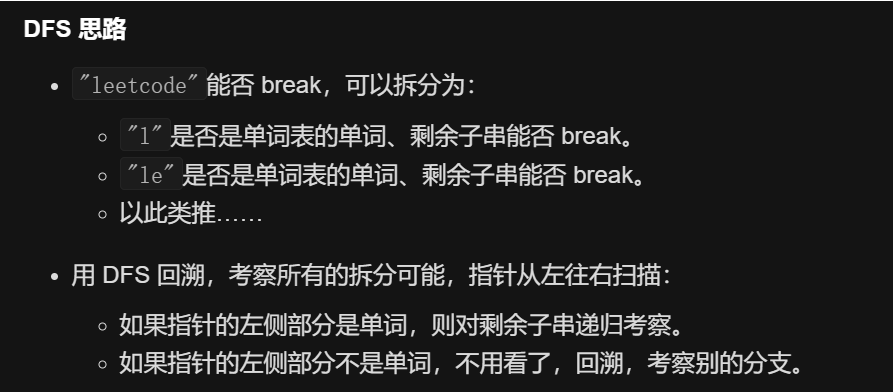 DFS 思路
"leetcode"能否 break，可以拆分为：
"l"是否是单词表的单词、剩余子串能否 break。
"le"是否是单词表的单词、剩余子串能否 break。
以此类推……
用 DFS 回溯，考察所有的拆分可能，指针从左往右扫描：
如果指针的左侧部分是单词，则对剩余子串递归考察。
如果指针的左侧部分不是单词，不用看了，回溯，考察别的分支。